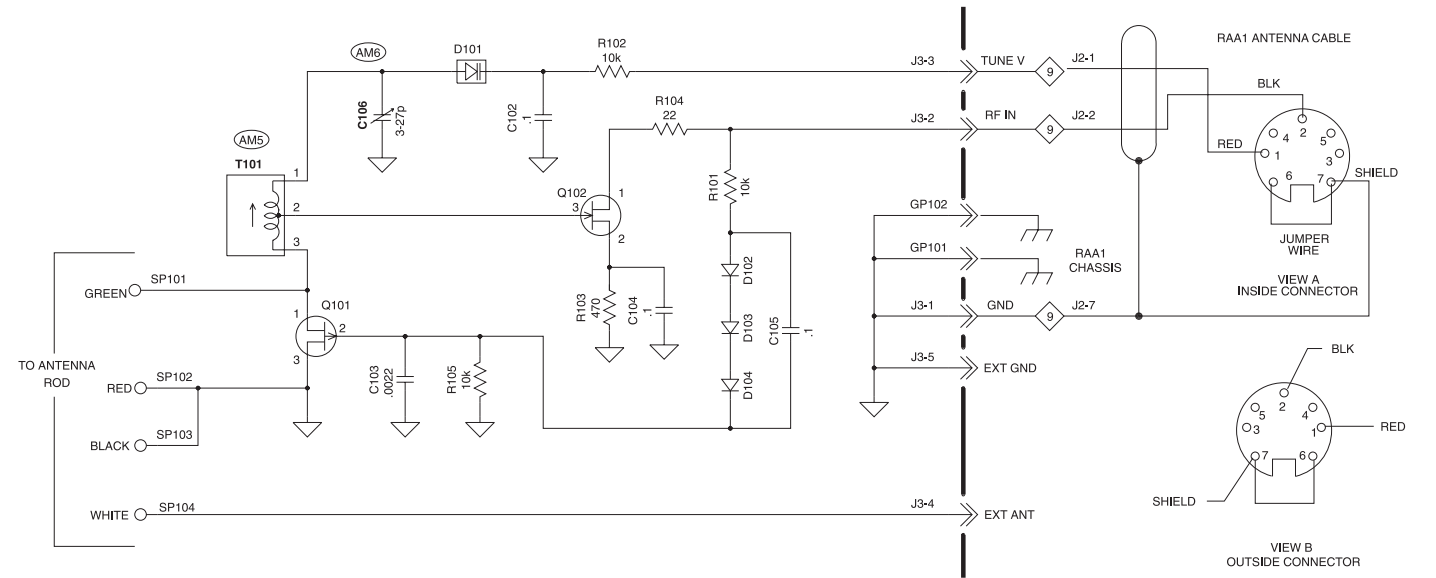 AM6
D101
R102
10k
J3-3
TUNE V
9
J2-1
RAA1 ANTENNA CABLE
C106
3-27p
C102
.1
R104
22
J3-2
RF IN
9
J2-2
BLK
AM5
T101
1
2
3
Q102
3
1
2
R101
10k
RED
4
2
5
1
3
6
7
SHIELD
JUMPER
WIRE
VIEW A
INSIDE CONNECTOR
GP102
GP101
RAA1
CHASSIS
SP101
GREEN
Q101
1
2
3
R103
470
C104
.1
D102
D103
D104
C105
.1
J3-1
GND
9
J2-7
TO ANTENNA
ROD
SP102
RED
C103
.0022
R105
10k
J3-5
EXT GND
SP103
BLACK
BLK
2
5
4
3
1
RED
7
6
SHIELD
SP104
WHITE
J3-4
EXT ANT
VIEW B
OUTSIDE CONNECTOR